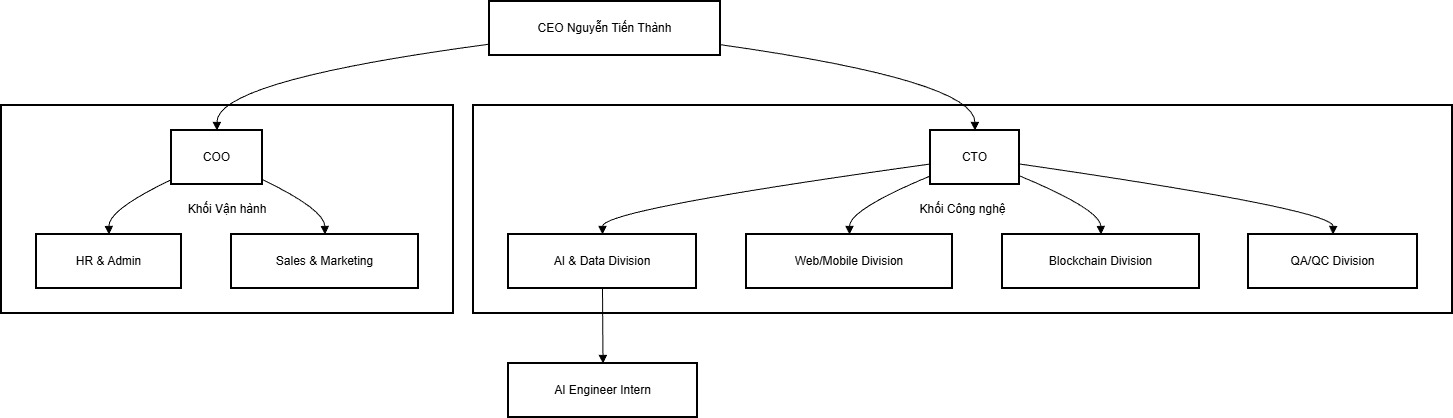 CEO Nguyễn Tiến Thành
COO
CTO
Khối Vận hành
Khối Công nghệ
HR & Admin
Sales & Marketing
AI & Data Division
Web/Mobile Division
Blockchain Division
QA/QC Division
AI Engineer Intern